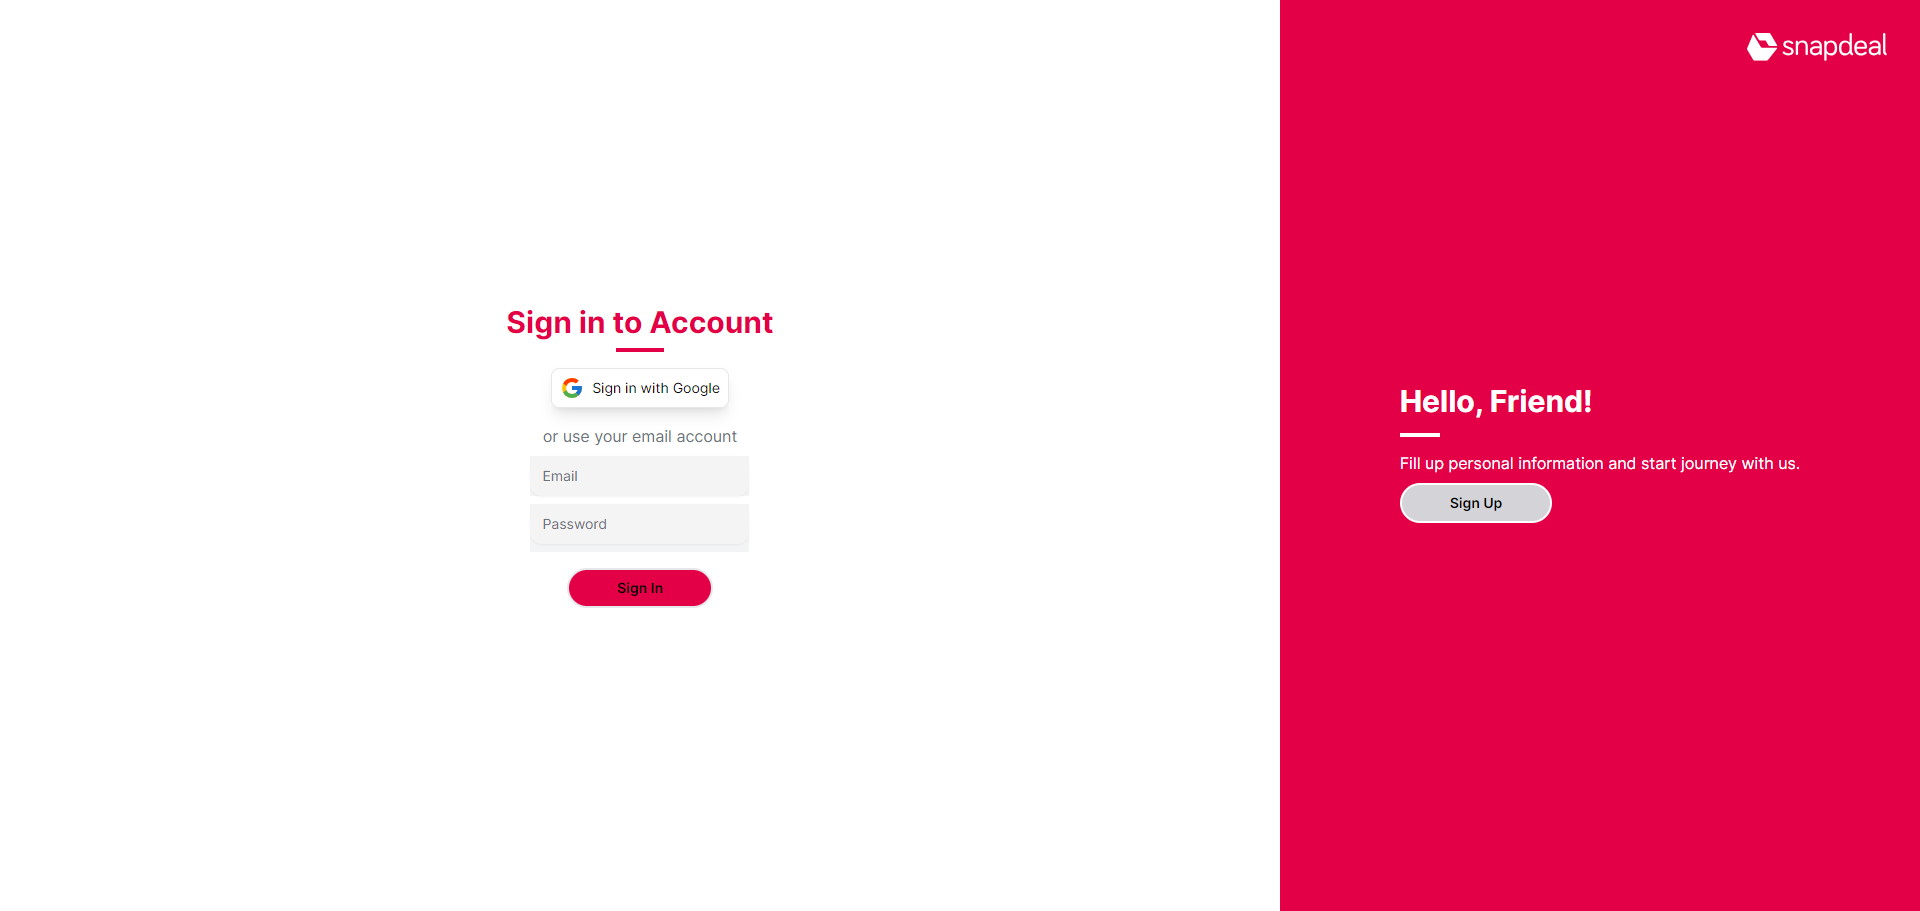 Sign in to Account
Sign in with Google
or use your email account
Email
Password
Sign In
snapdeal
Hello, Friend!
Fill up personal information and start journey with us.
Sign Up